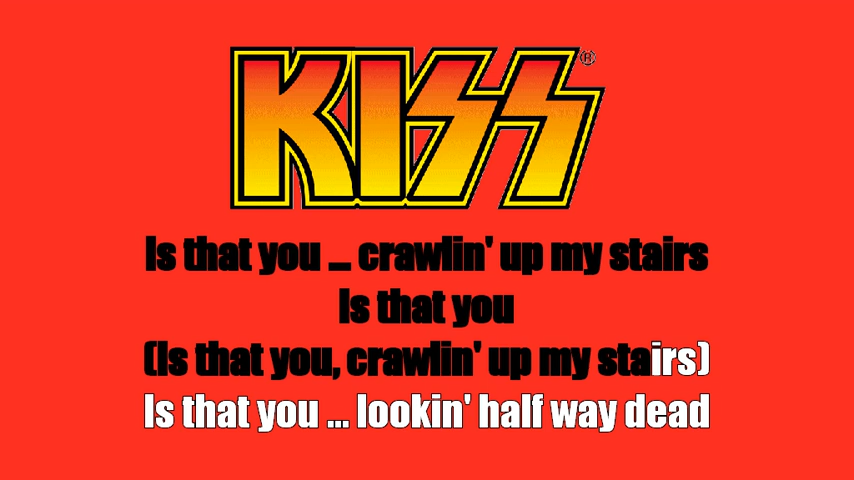 KISS®
Is that you ... crawlin' up my stairs
Is that you
(Is that you, crawlin' up my stairs)
Is that you ... lookin' half way dead